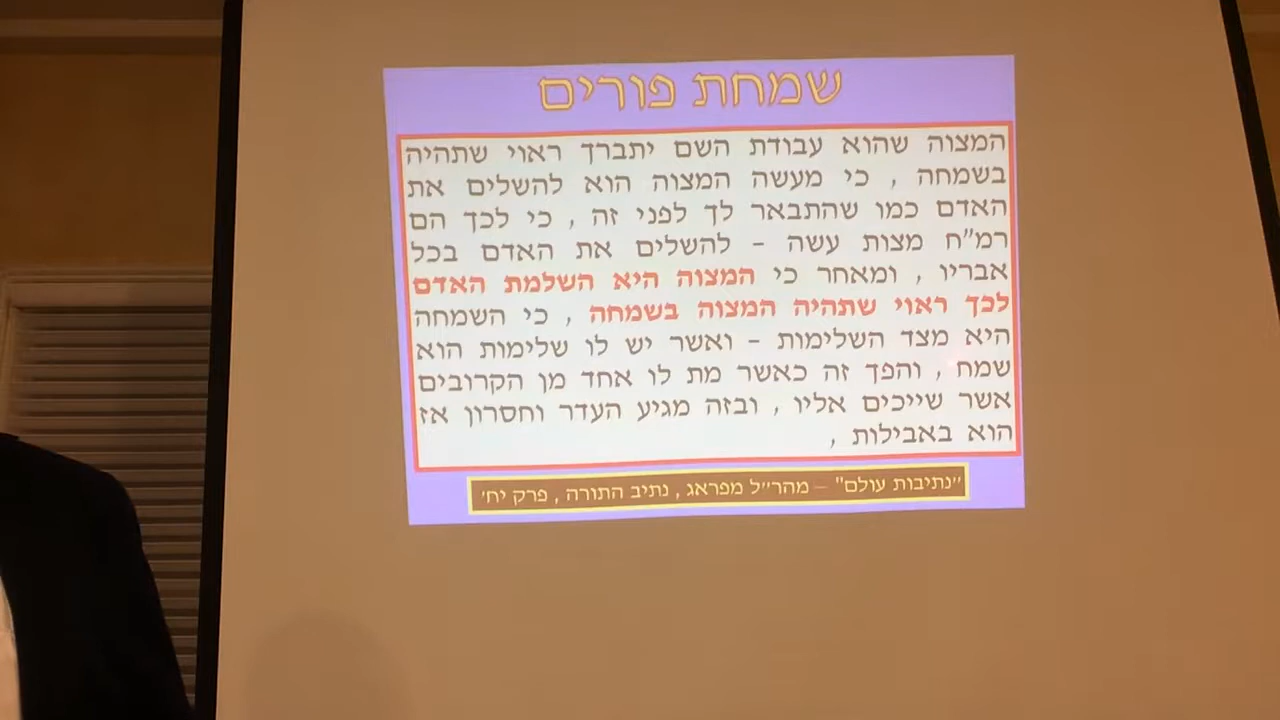 שמחת פורים
המצוה שהוא עבודת השם יתברך ראוי שתהיה
בשמחה , כי מעשה המצוה הוא להשלים את
האדם כמו שהתבאר לך לפני זה , כי לכך הם
רמ״ח מצות עשה – להשלים את האדם בכל
אבריו , ומאחר כי המצוה היא השלמת האדם
לכך ראוי שתהיה המצוה בשמחה , כי השמחה
היא מצד השלימות – ואשר יש לו שלימות הוא
שמח , והפך זה כאשר מת לו אחד מן הקרובים
אשר שייכים אליו , ובזה מגיע העדר וחסרון אז
הוא באבילות ,
״נתיבות עולם" – מהר״ל מפראג , נתיב התורה , פרק יח׳